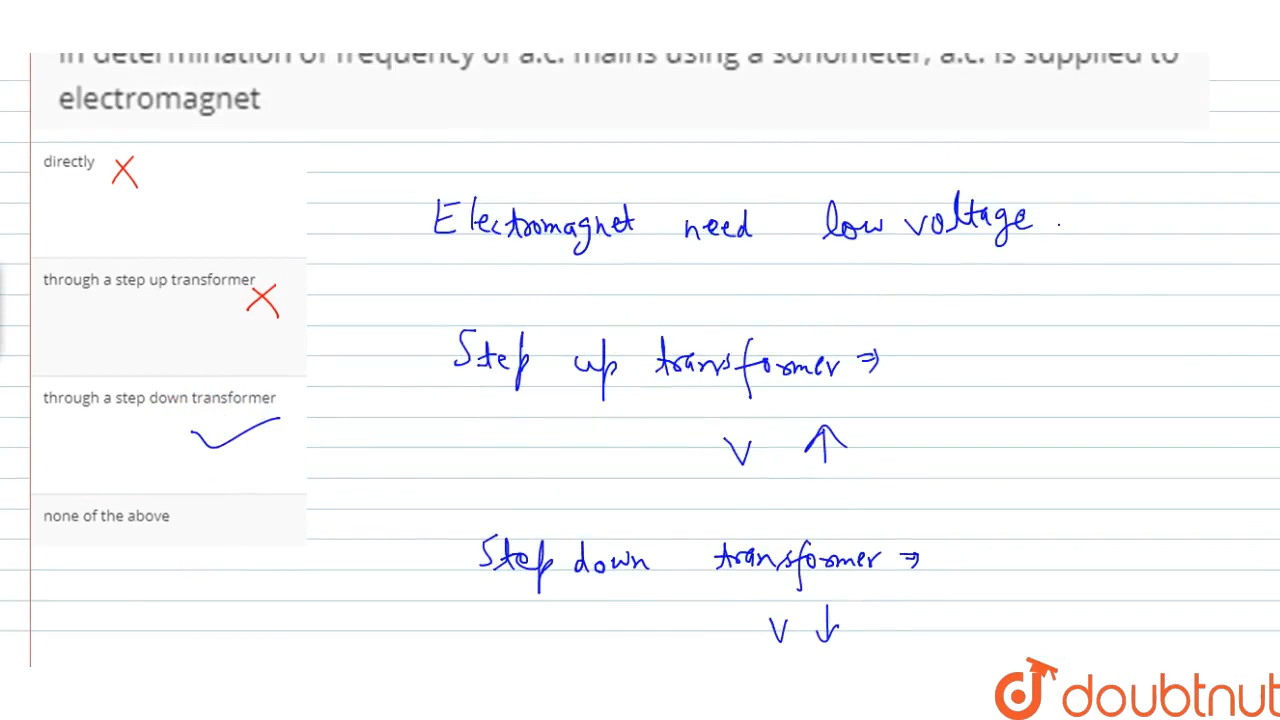 In determination of frequency of a.c. mains using a sonometer, a.c. is supplied to
electromagnet
directly
Electromagnet need low voltage.
through a step up transformer
Step up transformer ⇒
V ↑
through a step down transformer
none of the above
Step down transformer ⇒
V ↓
doubtnut